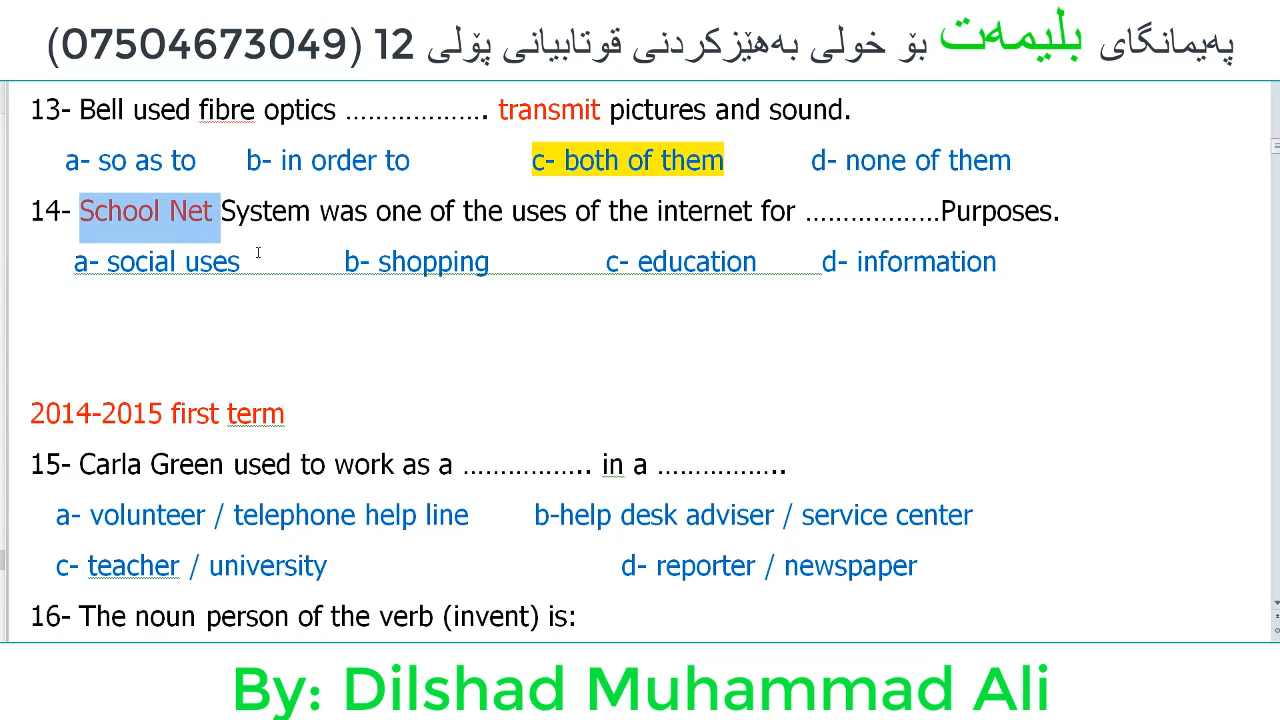 پەیمانگای بلیمەت بۆ خولی بەهێزکردنی قوتابیانی پۆلی 12 (07504673049)
13- Bell used fibre optics ………………. transmit pictures and sound.
a- so as to b- in order to c- both of them d- none of them
14- School Net System was one of the uses of the internet for ………………Purposes.
a- social uses b- shopping c- education d- information
2014-2015 first term
15- Carla Green used to work as a …………….. in a ……………..
a- volunteer / telephone help line b-help desk adviser / service center
c- teacher / university d- reporter / newspaper
16- The noun person of the verb (invent) is:
By: Dilshad Muhammad Ali